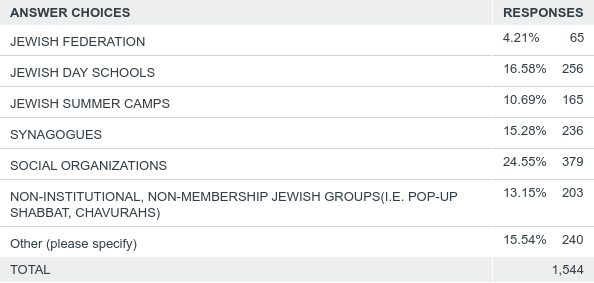 ANSWER CHOICES RESPONSES
JEWISH FEDERATION 4.21% 65
JEWISH DAY SCHOOLS 16.58% 256
JEWISH SUMMER CAMPS 10.69% 165
SYNAGOGUES 15.28% 236
SOCIAL ORGANIZATIONS 24.55% 379
NON-INSTITUTIONAL, NON-MEMBERSHIP JEWISH GROUPS(I.E. POP-UP 13.15% 203
SHABBAT, CHAVURAHS)
Other (please specify) 15.54% 240
TOTAL 1,544